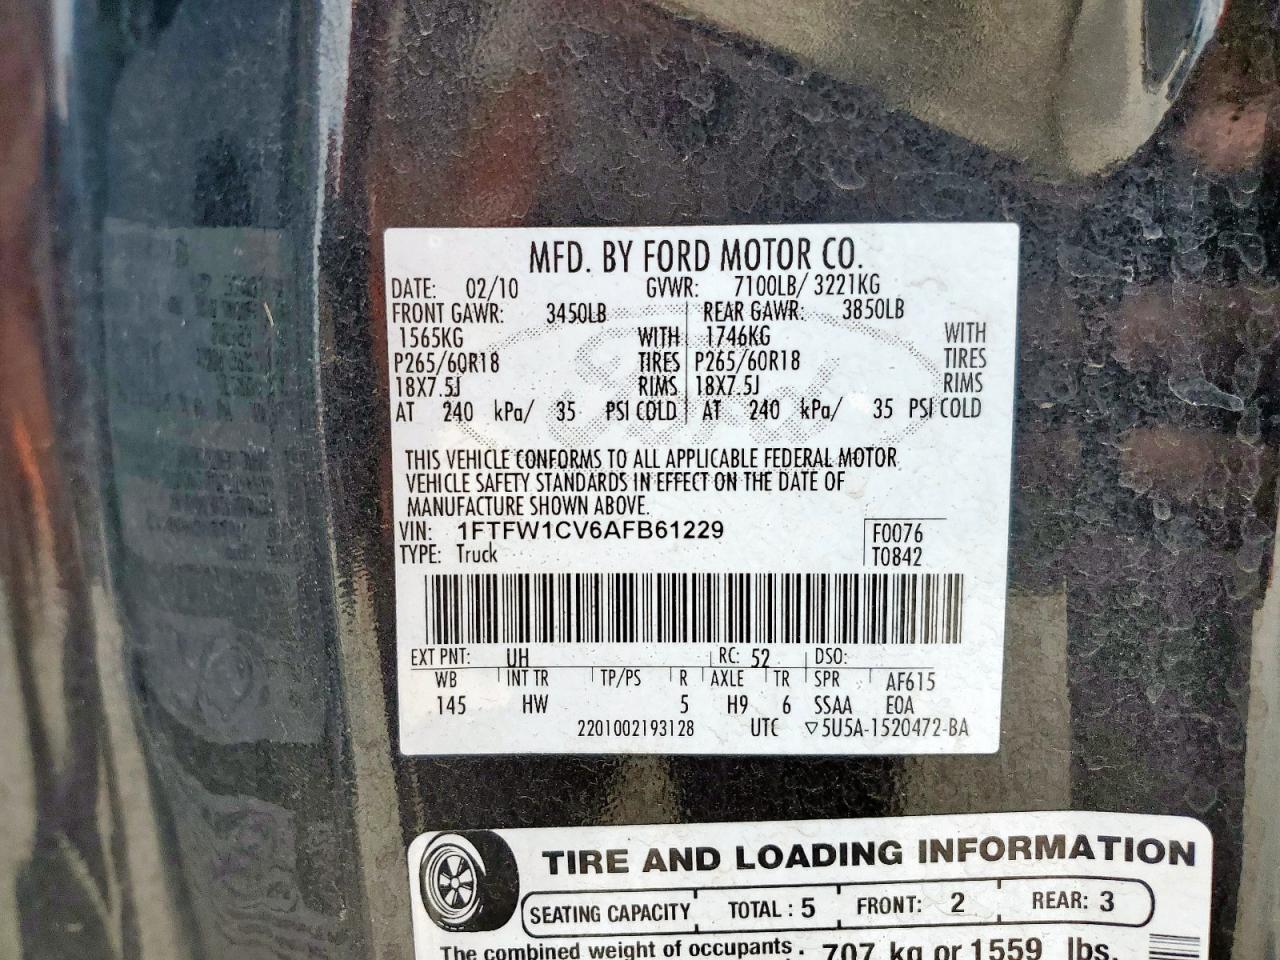 MFD. BY FORD MOTOR CO.
DATE: 02/10 GVWR: 7100LB/ 3221KG
FRONT GAWR: 3450LB REAR GAWR: 3850LB
1565KG WITH 1746KG WITH
P265/60R18 TIRES P265/60R18 TIRES
18X7.5J RIMS 18X7.5J RIMS
AT 240 kPa/ 35 PSI COLD AT 240 kPa/ 35 PSI COLD
THIS VEHICLE CONFORMS TO ALL APPLICABLE FEDERAL MOTOR
VEHICLE SAFETY STANDARDS IN EFFECT ON THE DATE OF
MANUFACTURE SHOWN ABOVE.
VIN: 1FTFW1CV6AFB61229 F0076
TYPE: Truck T0842
EXT PNT: UH RC: 52 DSO:
WB INT TR TP/PS R AXLE TR SPR AF615
145 HW 5 H9 6 SSAA E0A
2201002193128 UTC ▽5U5A-1520472-BA
TIRE AND LOADING INFORMATION
SEATING CAPACITY TOTAL : 5 FRONT: 2 REAR: 3
The combined weight of occupants 707 kg or 1559 lbs.